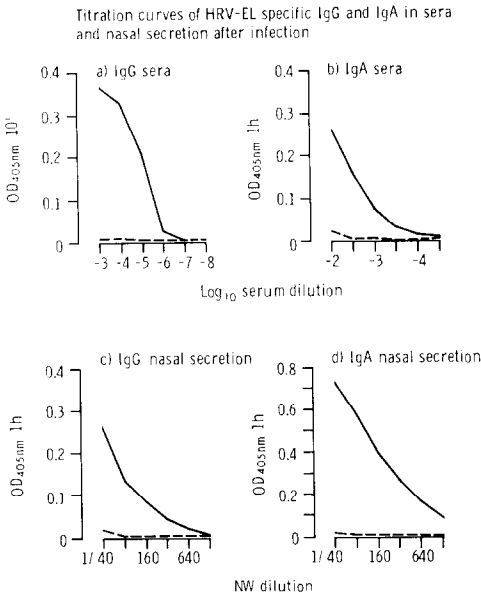 Titration curves of HRV-EL specific IgG and IgA in sera
and nasal secretion after infection
a) IgG sera
0.4
0.3
0.2
0.1
0
OD405nm 10'
-3 -4 -5 -6 -7 -8
b) IgA sera
0.4
0.3
0.2
0.1
0
OD405nm 1h
-2 -3 -4
Log10 serum dilution
c) IgG nasal secretion
0.4
0.3
0.2
0.1
0
OD405nm 1h
1/40 160 640
d) IgA nasal secretion
0.8
0.6
0.4
0.2
0
OD405nm 1h
1/40 160 640
NW dilution